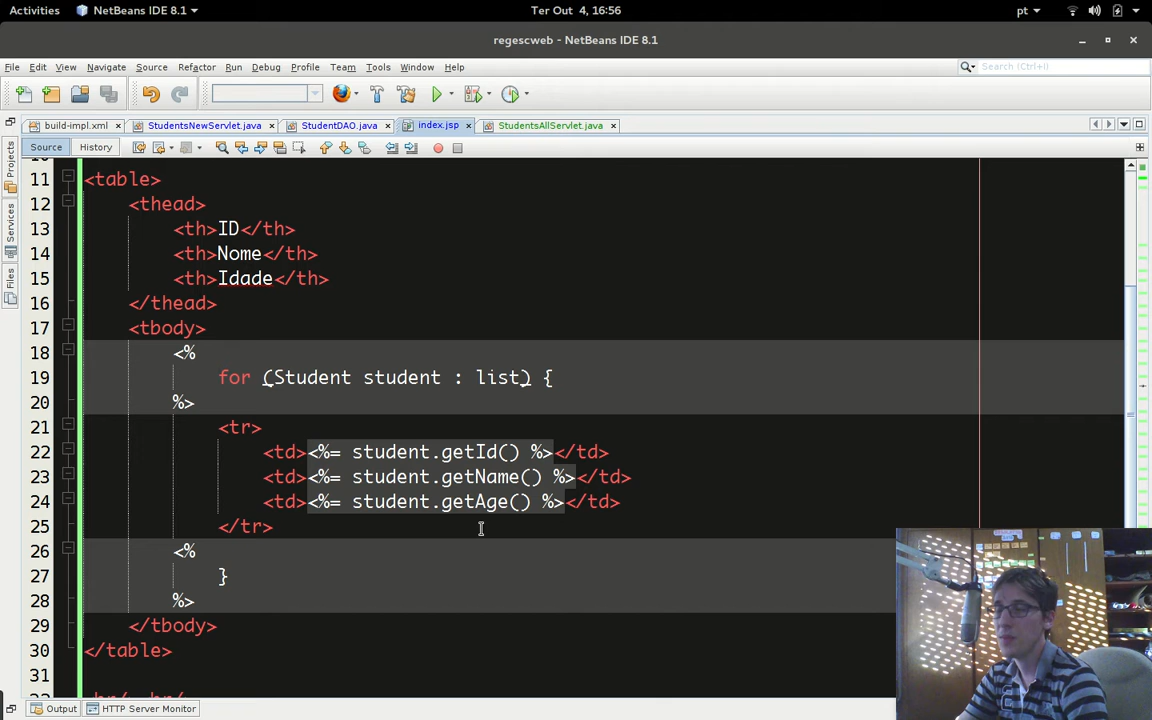 Activities NetBeans IDE 8.1 Ter Out 4, 16:56 pt
regescweb - NetBeans IDE 8.1
File Edit View Navigate Source Refactor Run Debug Profile Team Tools Window Help Search (Ctrl+I)
build-impl.xml StudentsNewServlet.java StudentDAO.java index.jsp StudentsAllServlet.java
Source History
Projects
Services
Files
11 <table>
12 <thead>
13 <th>ID</th>
14 <th>Nome</th>
15 <th>Idade</th>
16 </thead>
17 <tbody>
18 <%
19 for (Student student : list) {
20 %>
21 <tr>
22 <td><%= student.getId() %></td>
23 <td><%= student.getName() %></td>
24 <td><%= student.getAge() %></td>
25 </tr>
26 <%
27 }
28 %>
29 </tbody>
30 </table>
31
Output HTTP Server Monitor